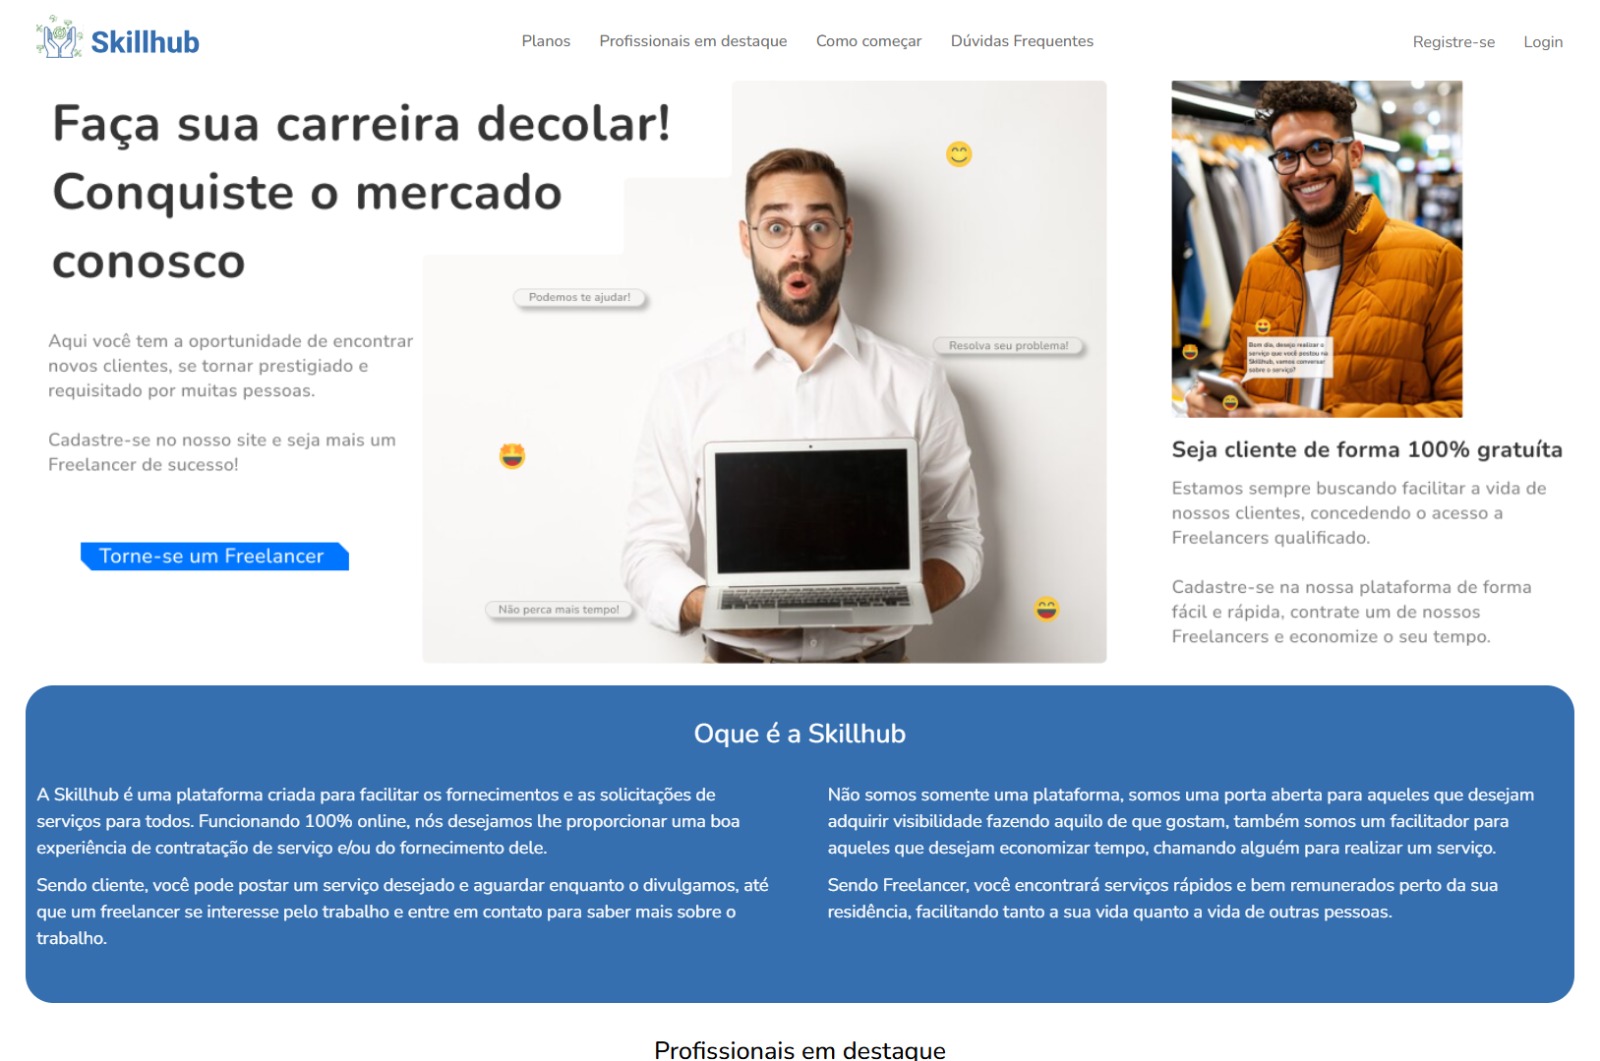 Skillhub
Planos
Profissionais em destaque
Como começar
Dúvidas Frequentes
Registre-se
Login
Faça sua carreira decolar!
Conquiste o mercado
conosco
Aqui você tem a oportunidade de encontrar
novos clientes, se tornar prestigiado e
requisitado por muitas pessoas.
Cadastre-se no nosso site e seja mais um
Freelancer de sucesso!
Torne-se um Freelancer
Podemos te ajudar!
Resolva seu problema!
Não perca mais tempo!
Bom dia, desejo realizar o
serviço que você postou na
Skillhub, vamos conversar
sobre o serviço?
Seja cliente de forma 100% gratuíta
Estamos sempre buscando facilitar a vida de
nossos clientes, concedendo o acesso a
Freelancers qualificado.
Cadastre-se na nossa plataforma de forma
fácil e rápida, contrate um de nossos
Freelancers e economize o seu tempo.
Oque é a Skillhub
A Skillhub é uma plataforma criada para facilitar os fornecimentos e as solicitações de
serviços para todos. Funcionando 100% online, nós desejamos lhe proporcionar uma boa
experiência de contratação de serviço e/ou do fornecimento dele.
Sendo cliente, você pode postar um serviço desejado e aguardar enquanto o divulgamos, até
que um freelancer se interesse pelo trabalho e entre em contato para saber mais sobre o
trabalho.
Não somos somente uma plataforma, somos uma porta aberta para aqueles que desejam
adquirir visibilidade fazendo aquilo de que gostam, também somos um facilitador para
aqueles que desejam economizar tempo, chamando alguém para realizar um serviço.
Sendo Freelancer, você encontrará serviços rápidos e bem remunerados perto da sua
residência, facilitando tanto a sua vida quanto a vida de outras pessoas.
Profissionais em destaque